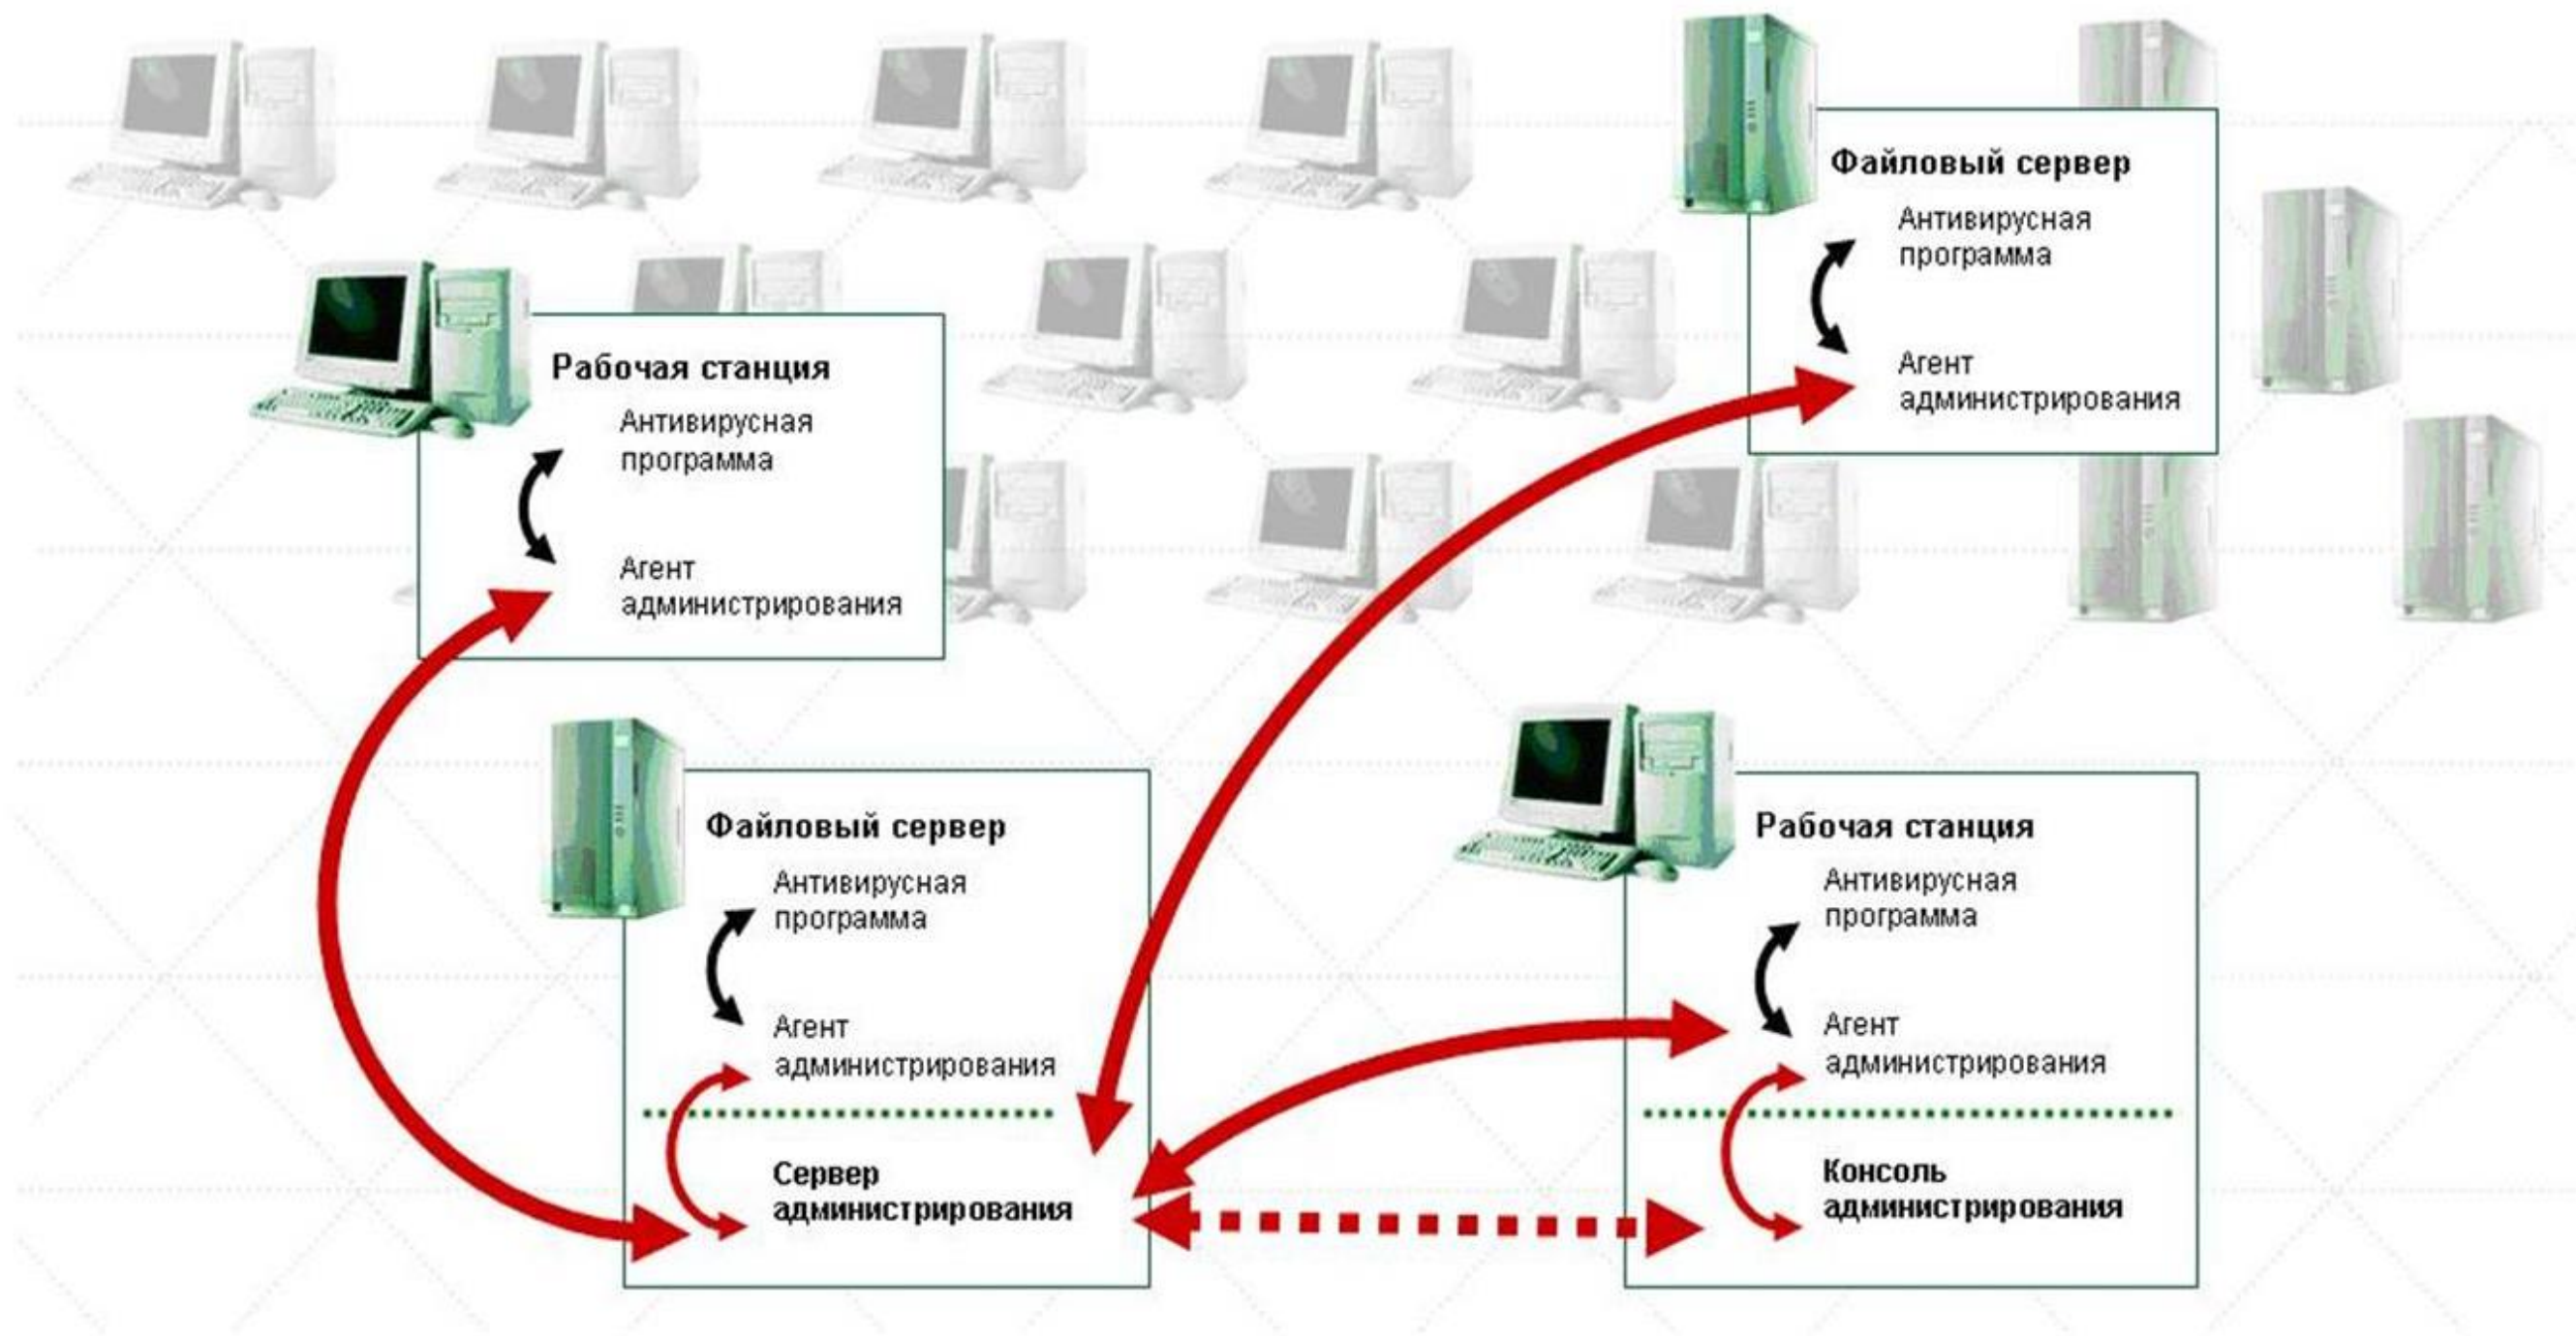 Файловый сервер
Антивирусная
программа
Агент
администрирования
Рабочая станция
Антивирусная
программа
Агент
администрирования
Файловый сервер
Антивирусная
программа
Агент
администрирования
Сервер
администрирования
Рабочая станция
Антивирусная
программа
Агент
администрирования
Консоль
администрирования